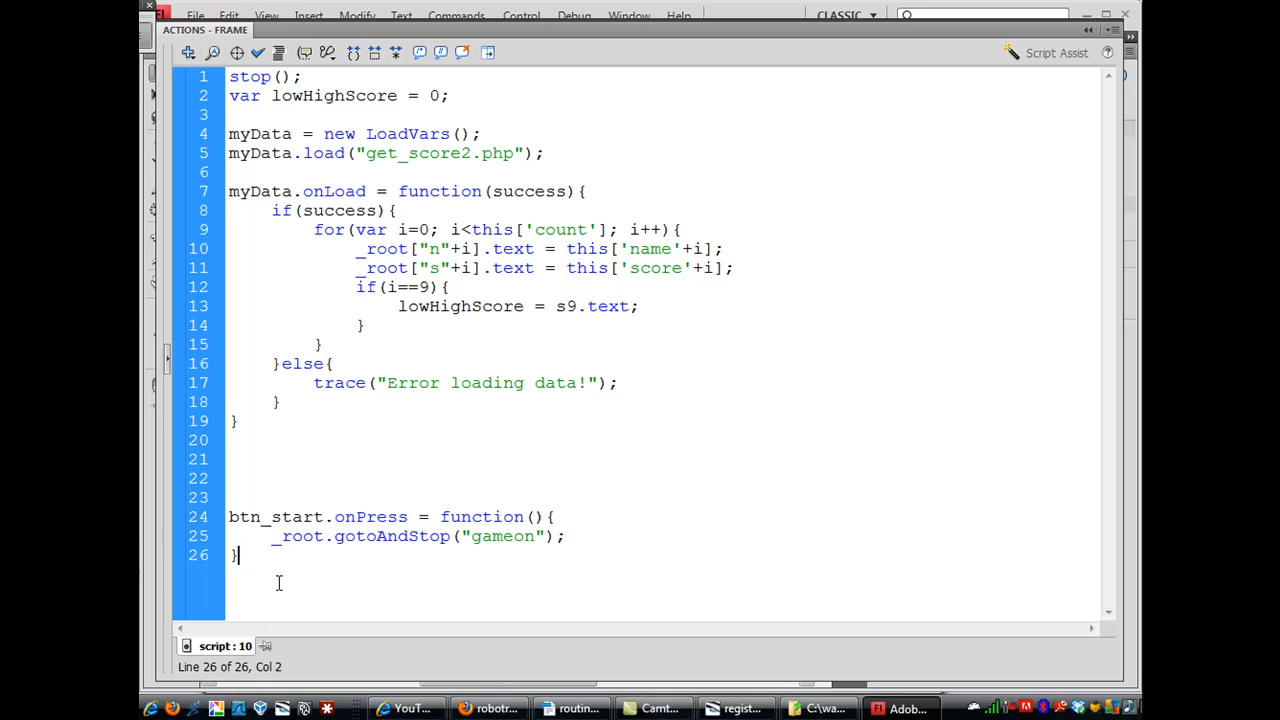 File Edit View Insert Modify Text Commands Control Debug Window Help CLASSIC
ACTIONS - FRAME
Script Assist
1 stop();
2 var lowHighScore = 0;
3
4 myData = new LoadVars();
5 myData.load("get_score2.php");
6
7 myData.onLoad = function(success){
8 if(success){
9 for(var i=0; i<this['count']; i++){
10 _root["n"+i].text = this['name'+i];
11 _root["s"+i].text = this['score'+i];
12 if(i==9){
13 lowHighScore = s9.text;
14 }
15 }
16 }else{
17 trace("Error loading data!");
18 }
19 }
20
21
22
23
24 btn_start.onPress = function(){
25 _root.gotoAndStop("gameon");
26 }
script : 10
Line 26 of 26, Col 2
YouT... robotr... routin... Camt... regist... C:\wa... Adob...